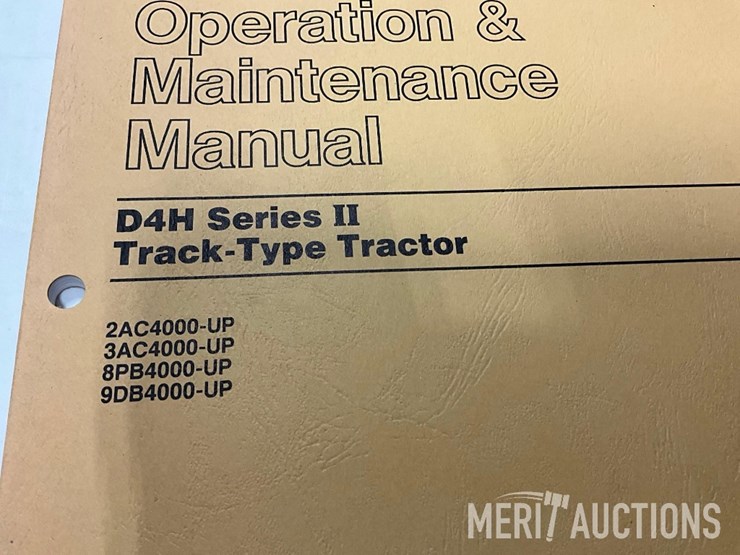 Operation &
Maintenance
Manual
D4H Series II
Track-Type Tractor
2AC4000-UP
3AC4000-UP
8PB4000-UP
9DB4000-UP
MERIT AUCTIONS